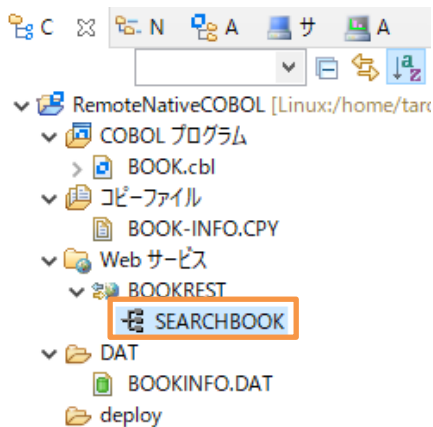 C N A サ A
RemoteNativeCOBOL [Linux:/home/tarc
COBOL プログラム
BOOK.cbl
コピーファイル
BOOK-INFO.CPY
Web サービス
BOOKREST
SEARCHBOOK
DAT
BOOKINFO.DAT
deploy